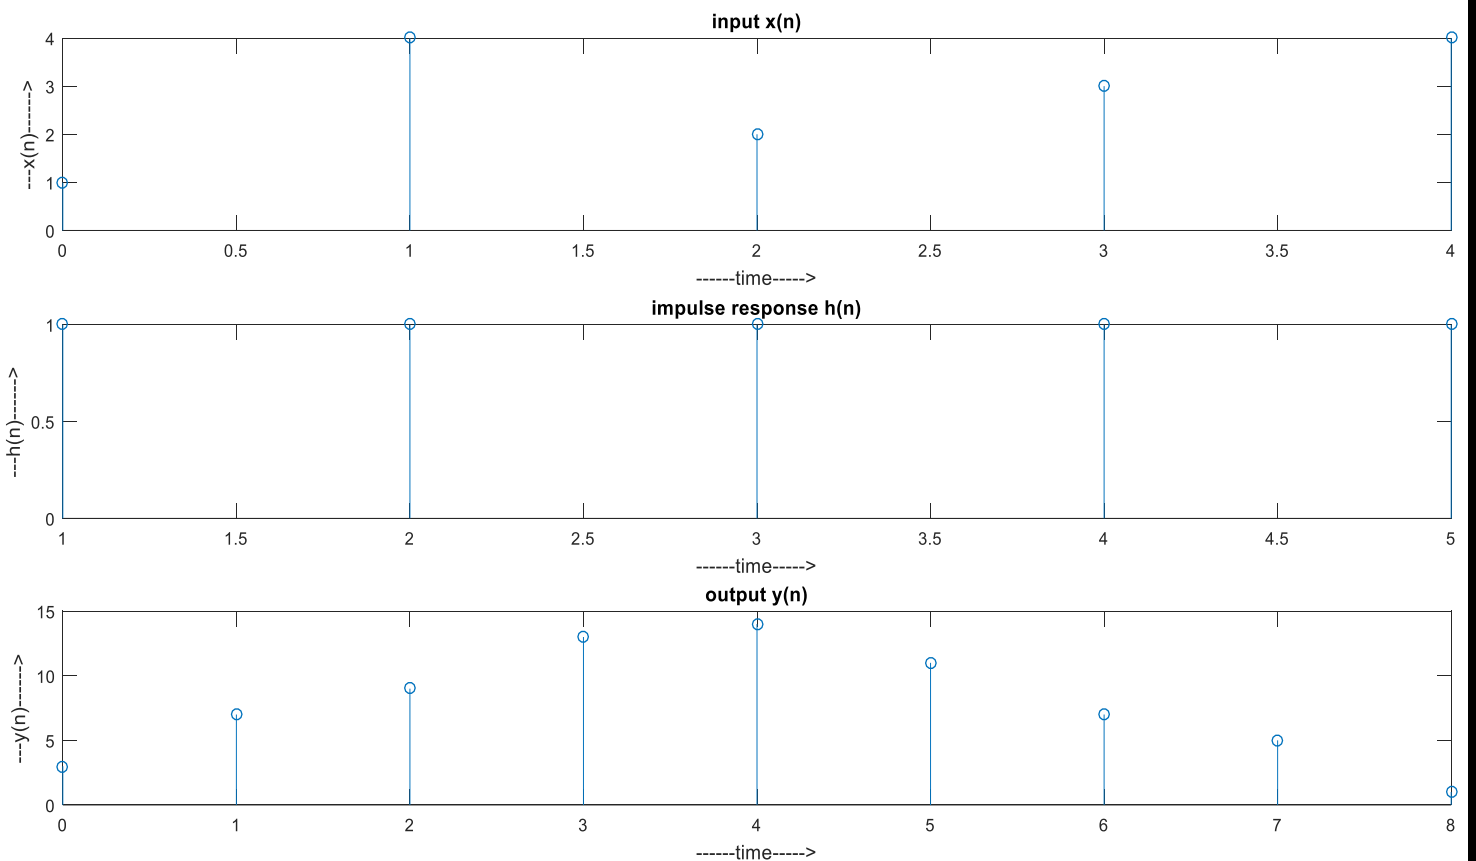 input x(n)
---x(n)------>
4
3
2
1
0
0 0.5 1 1.5 2 2.5 3 3.5 4
------time----->
impulse response h(n)
---h(n)------>
1
0.5
0
1 1.5 2 2.5 3 3.5 4 4.5 5
------time----->
output y(n)
---y(n)------>
15
10
5
0
0 1 2 3 4 5 6 7 8
------time----->